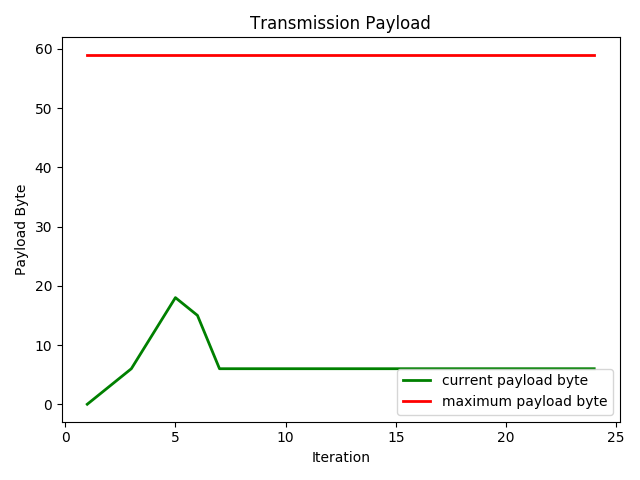 Transmission Payload
60
50
40
30
20
10
0
Payload Byte
current payload byte
maximum payload byte
0 5 10 15 20 25
Iteration